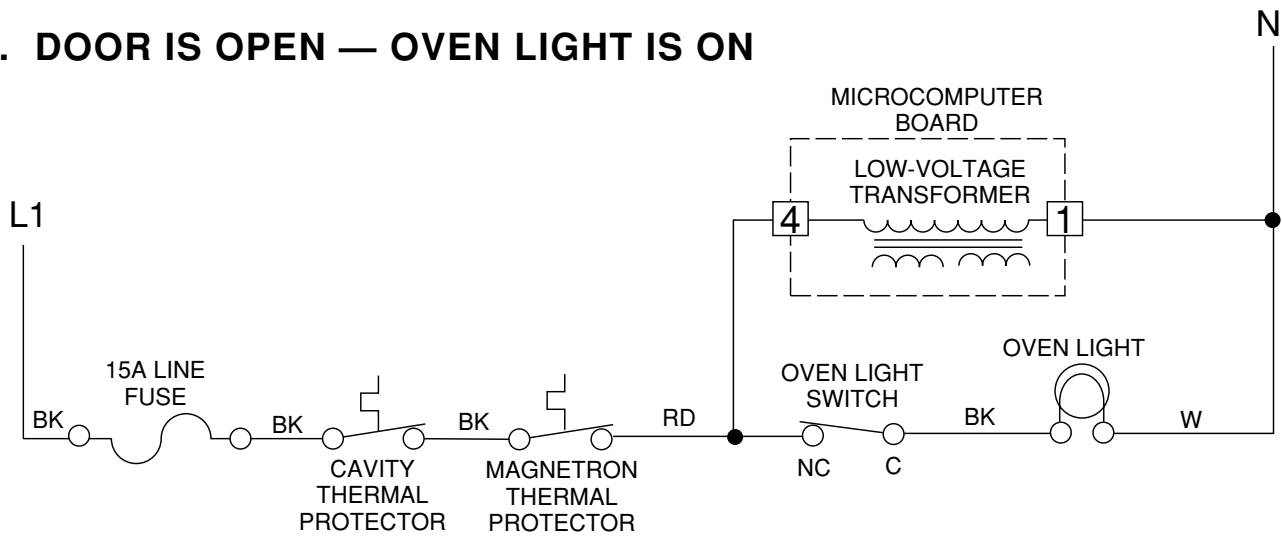 . DOOR IS OPEN — OVEN LIGHT IS ON
N
MICROCOMPUTER
BOARD
LOW-VOLTAGE
TRANSFORMER
4
1
L1
15A LINE
FUSE
OVEN LIGHT
SWITCH
OVEN LIGHT
BK
BK
BK
RD
BK
W
NC
C
CAVITY
THERMAL
PROTECTOR
MAGNETRON
THERMAL
PROTECTOR